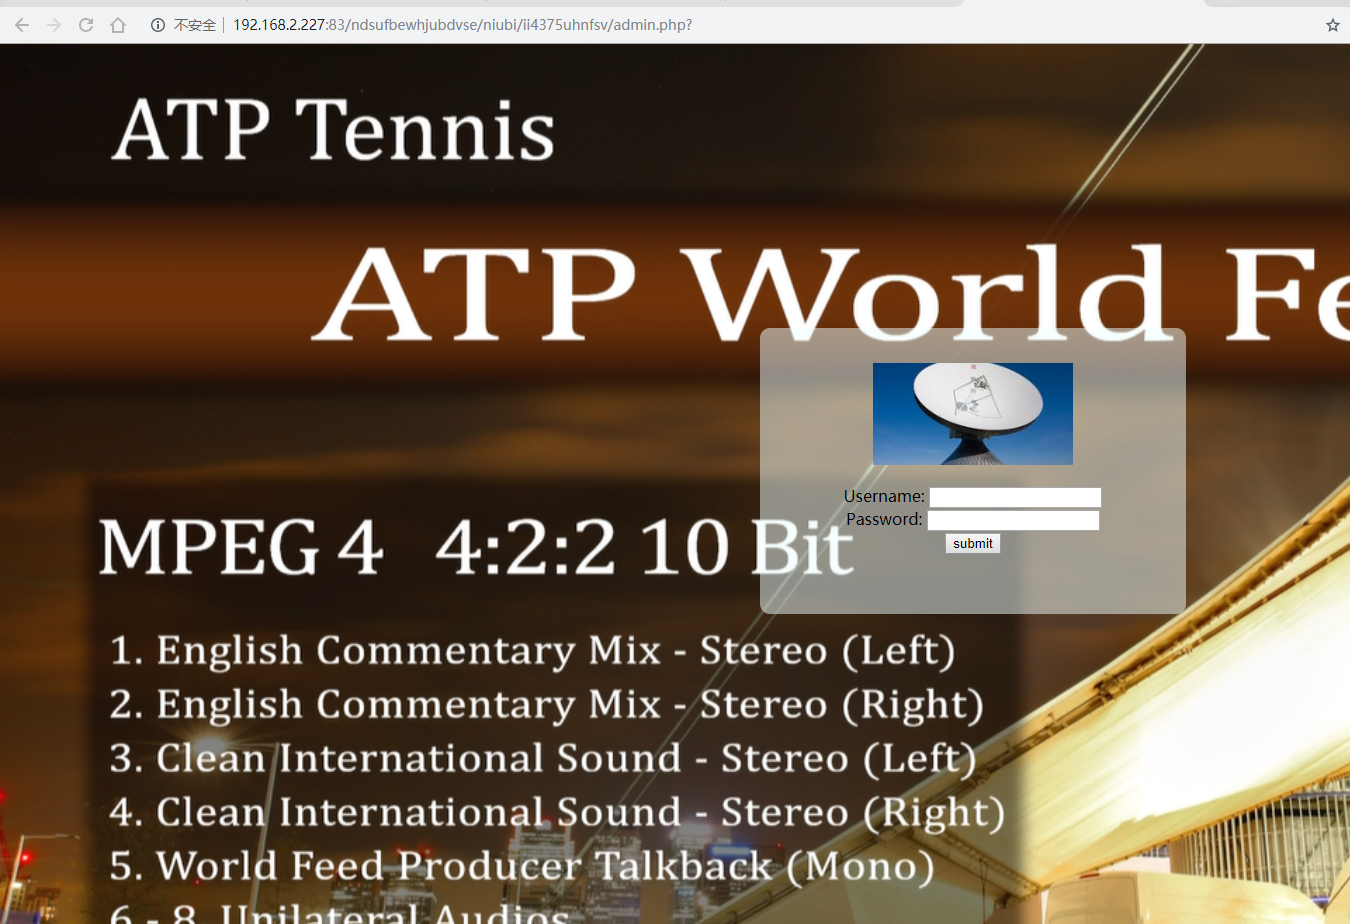 不安全 192.168.2.227:83/ndsufbewhjubdvse/niubi/ii4375uhnfsv/admin.php?
ATP Tennis
ATP World Fe
Username:
Password:
submit
MPEG 4 4:2:2 10 Bit
1. English Commentary Mix - Stereo (Left)
2. English Commentary Mix - Stereo (Right)
3. Clean International Sound - Stereo (Left)
4. Clean International Sound - Stereo (Right)
5. World Feed Producer Talkback (Mono)
6 - 8. Unilateral Audios